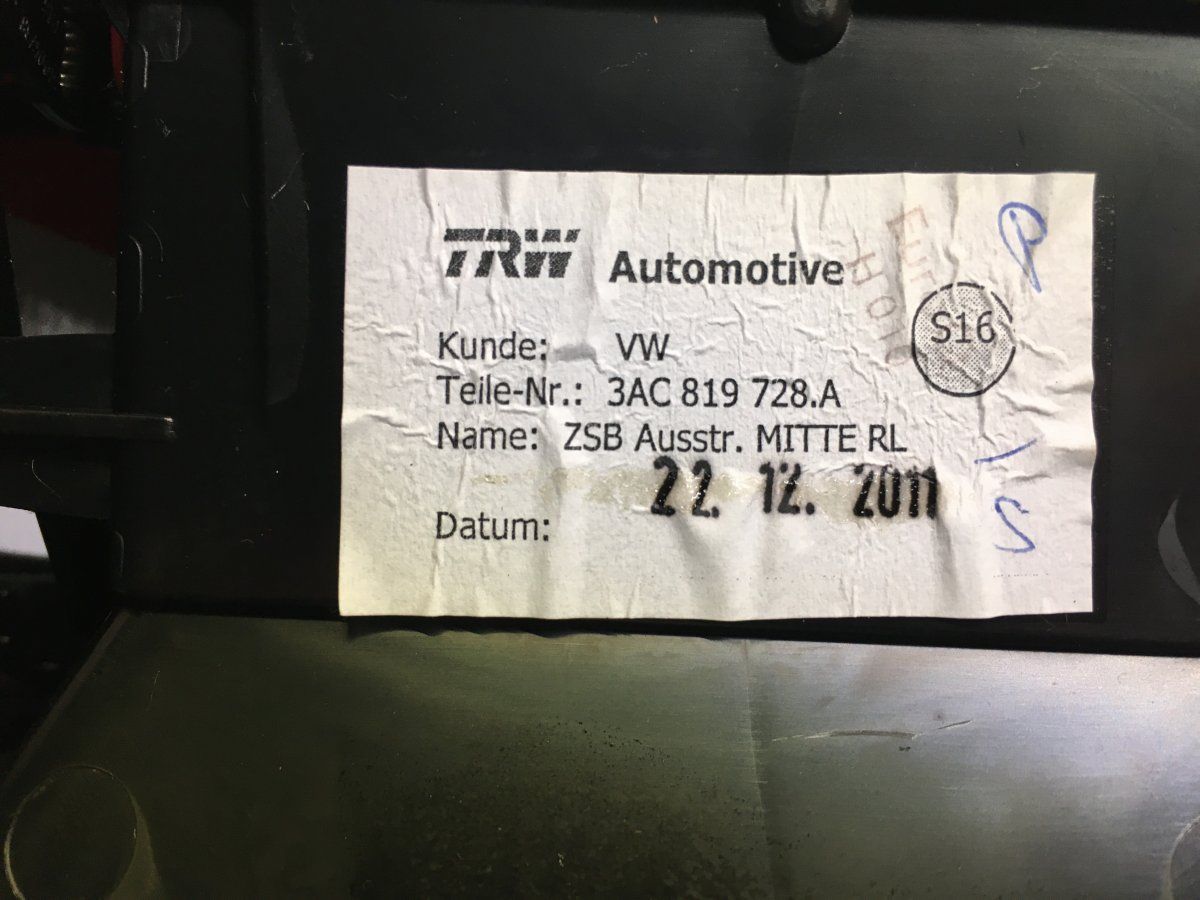 TRW Automotive
S16
Kunde: VW
Teile-Nr.: 3AC 819 728.A
Name: ZSB Ausstr. MITTE RL
22. 12. 2011
Datum: